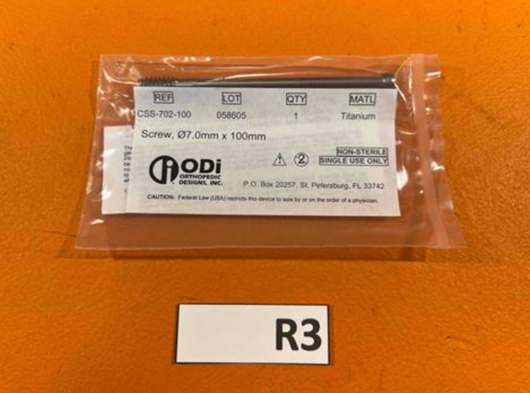 REF LOT QTY MATL
CSS-702-100 058605 1 Titanium
Screw, Ø7.0mm x 100mm
ODi
ORTHOPEDIC
DESIGNS, INC.
2
NON-STERILE
SINGLE USE ONLY
P.O. Box 20257, St. Petersburg, FL 33742
CAUTION: Federal Law (USA) restricts this device to sale by or on the order of a physician.
R3